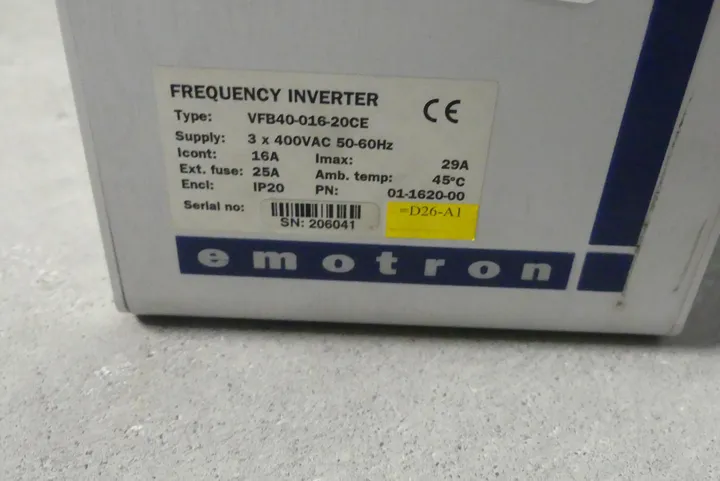 FREQUENCY INVERTER
CE
Type: VFB40-016-20CE
Supply: 3 x 400VAC 50-60Hz
Icont: 16A Imax: 29A
Ext. fuse: 25A Amb. temp: 45°C
Encl: IP20 PN: 01-1620-00
Serial no:
=D26-A1
SN: 206041
emotron